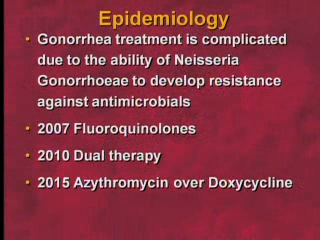 Epidemiology
• Gonorrhea treatment is complicated
due to the ability of Neisseria
Gonorrhoeae to develop resistance
against antimicrobials
• 2007 Fluoroquinolones
• 2010 Dual therapy
• 2015 Azythromycin over Doxycycline